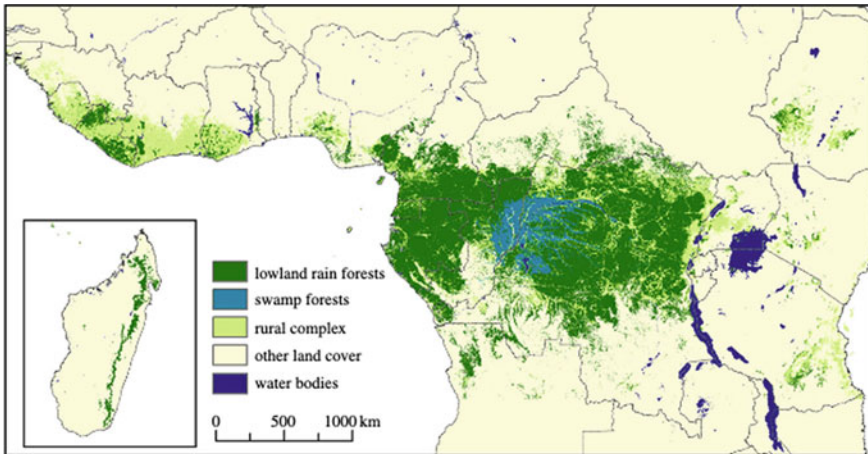 lowland rain forests
swamp forests
rural complex
other land cover
water bodies
0 500 1000 km